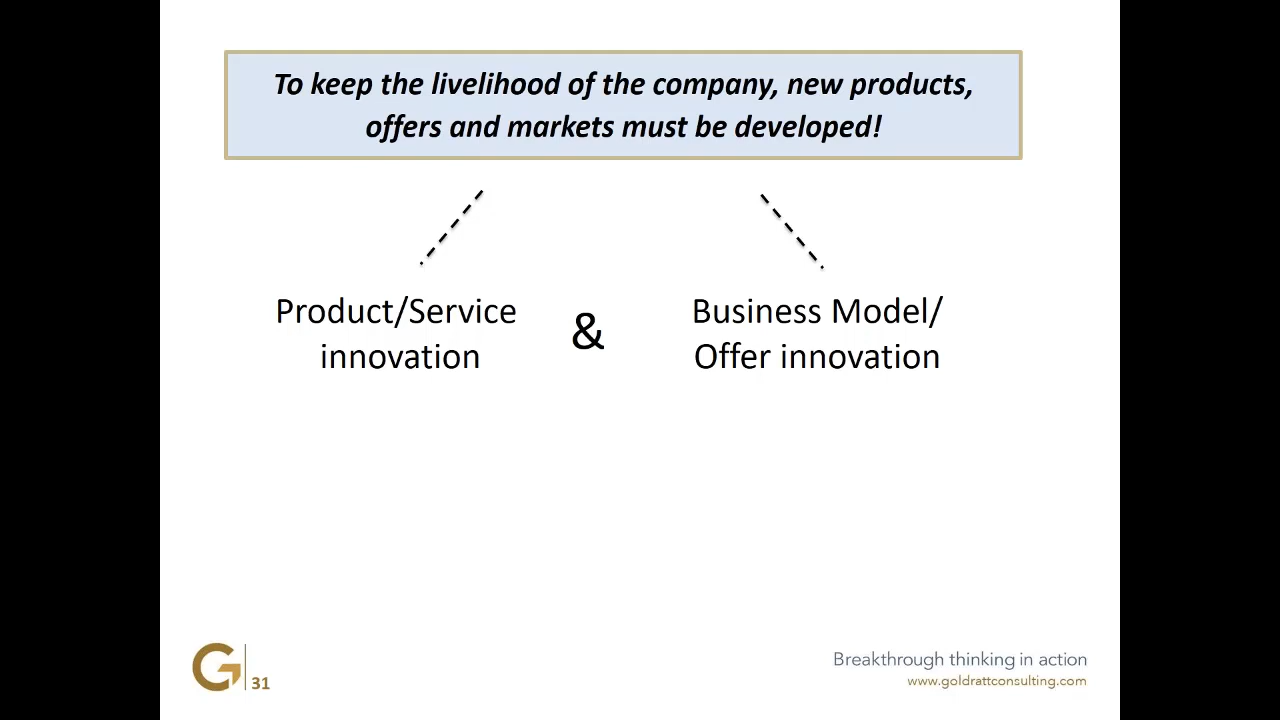 To keep the livelihood of the company, new products,
offers and markets must be developed!
Product/Service
innovation
&
Business Model/
Offer innovation
G
31
Breakthrough thinking in action
www.goldrattconsulting.com